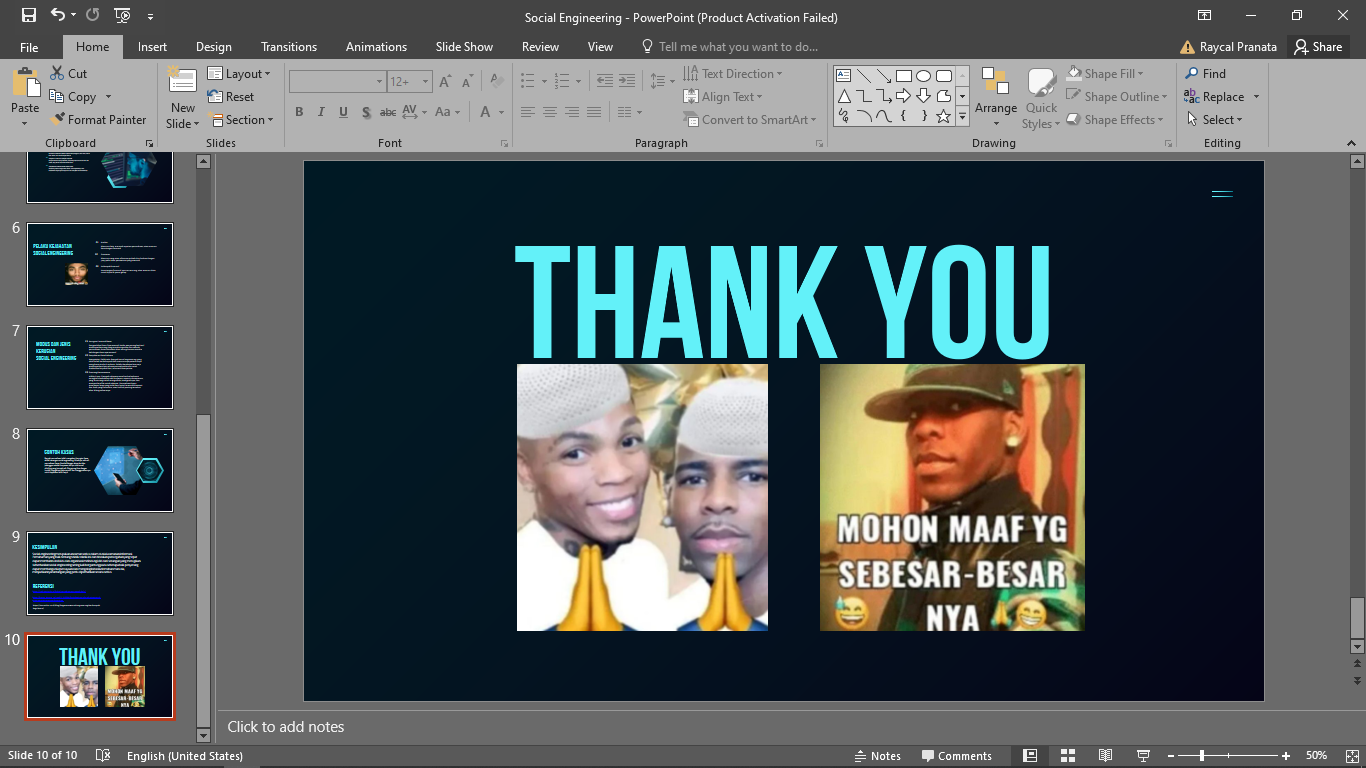 Social Engineering - PowerPoint (Product Activation Failed)
File Home Insert Design Transitions Animations Slide Show Review View Tell me what you want to do... Raycal Pranata Share
Paste
Cut
Copy
Format Painter
Clipboard
New
Slide
Layout
Reset
Section
Slides
12+
B I U S abc AV Aa A
Font
Text Direction
Align Text
Convert to SmartArt
Paragraph
Arrange
Quick
Styles
Shape Fill
Shape Outline
Shape Effects
Drawing
Find
Replace
Select
Editing
6
PELAKU KEJAHATAN
SOCIAL ENGINEERING
7
MODUS DAN JENIS
KERUGIAN
SOCIAL ENGINEERING
8
CONTOH KASUS
9
KESIMPULAN
REFERENSI
10
THANK YOU
MOHON MAAF YG
SEBESAR-BESAR
NYA
THANK YOU
MOHON MAAF YG
SEBESAR-BESAR
NYA
Click to add notes
Slide 10 of 10 English (United States) Notes Comments 50%